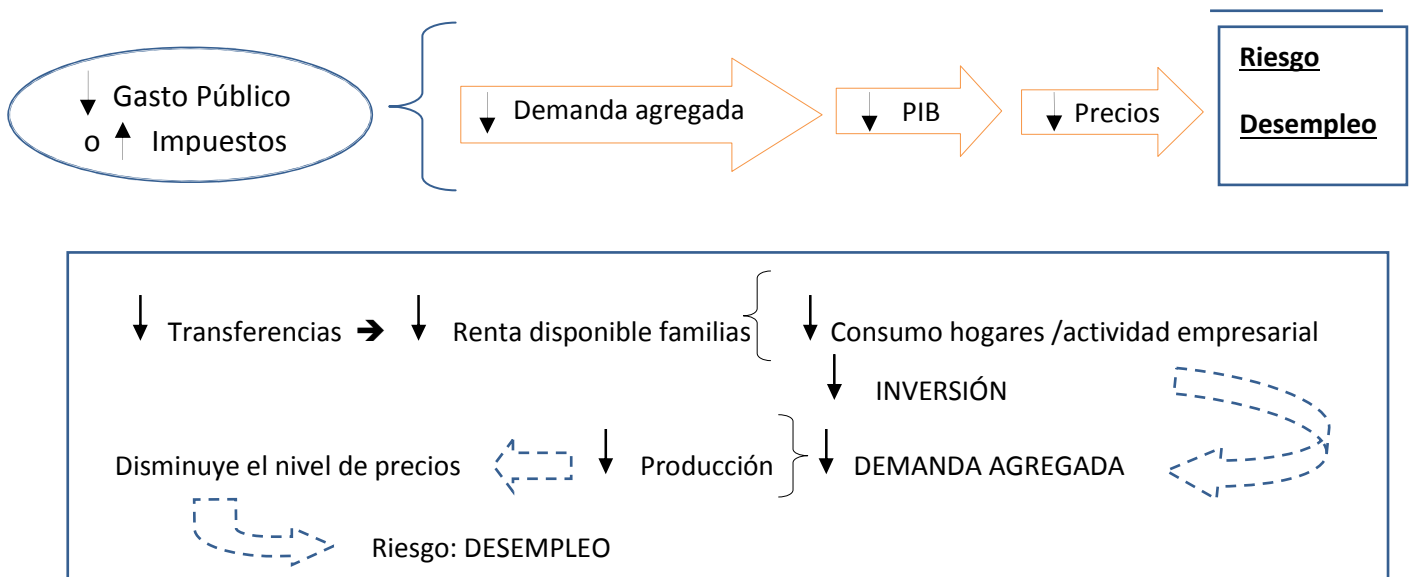 ↓ Gasto Público
o ↑ Impuestos
↓ Demanda agregada
↓ PIB
↓ Precios
Riesgo
Desempleo
↓ Transferencias ➔ ↓ Renta disponible familias ↓ Consumo hogares /actividad empresarial
↓ INVERSIÓN
Disminuye el nivel de precios ↓ Producción ↓ DEMANDA AGREGADA
Riesgo: DESEMPLEO